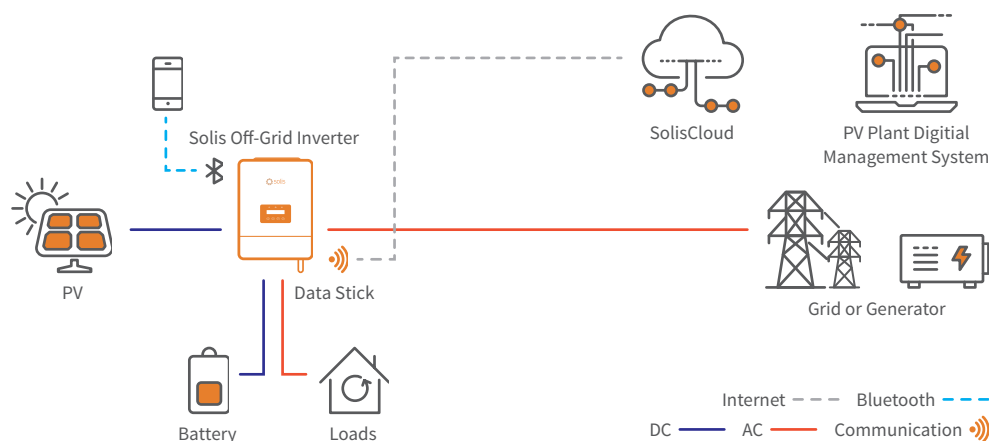 Solis Off-Grid Inverter
solis
SolisCloud
PV Plant Digitial
Management System
PV
Data Stick
Grid or Generator
Battery
Loads
Internet
Bluetooth
DC
AC
Communication